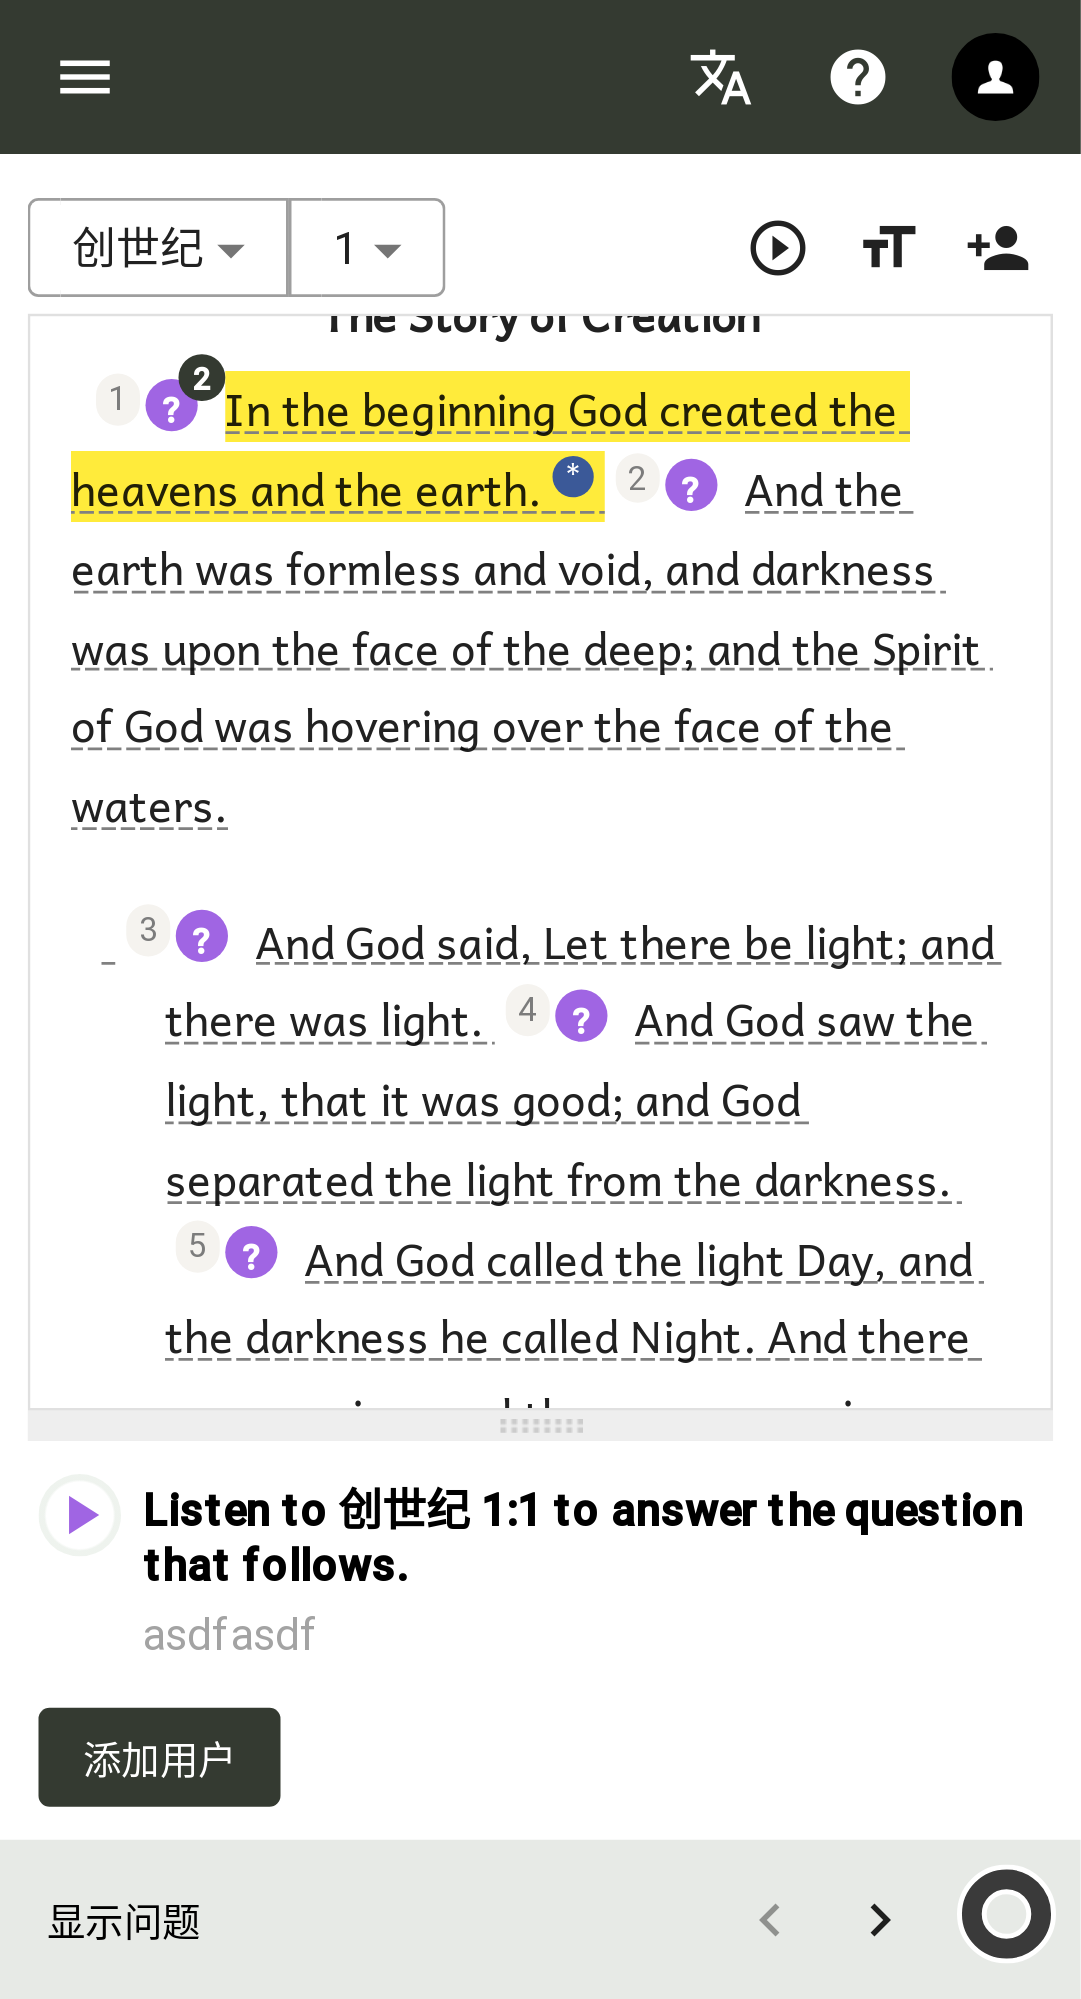 创世纪 1
The Story of Creation
1 ? 2 In the beginning God created the
heavens and the earth. * 2 ? And the
earth was formless and void, and darkness
was upon the face of the deep; and the Spirit
of God was hovering over the face of the
waters.
3 ? And God said, Let there be light; and
there was light. 4 ? And God saw the
light, that it was good; and God
separated the light from the darkness.
5 ? And God called the light Day, and
the darkness he called Night. And there
Listen to 创世纪 1:1 to answer the question
that follows.
asdfasdf
添加用户
显示问题